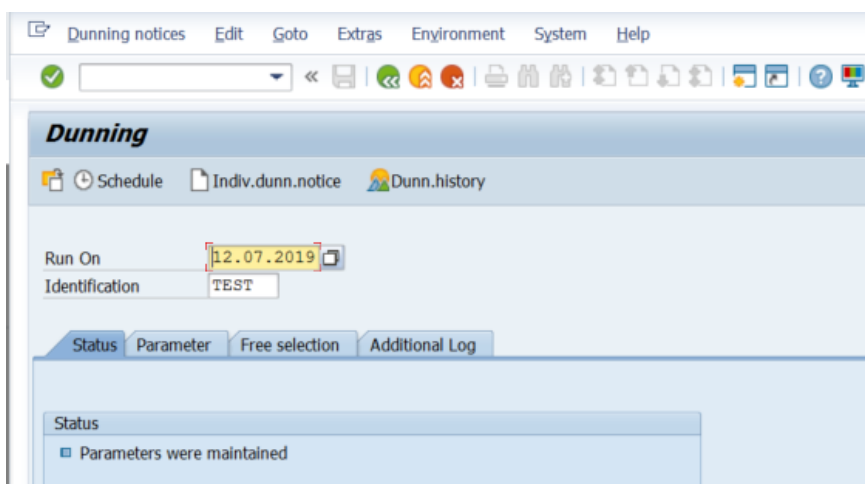 Dunning notices Edit Goto Extras Environment System Help
Dunning
Schedule Indiv.dunn.notice Dunn.history
Run On 12.07.2019
Identification TEST
Status Parameter Free selection Additional Log
Status
Parameters were maintained